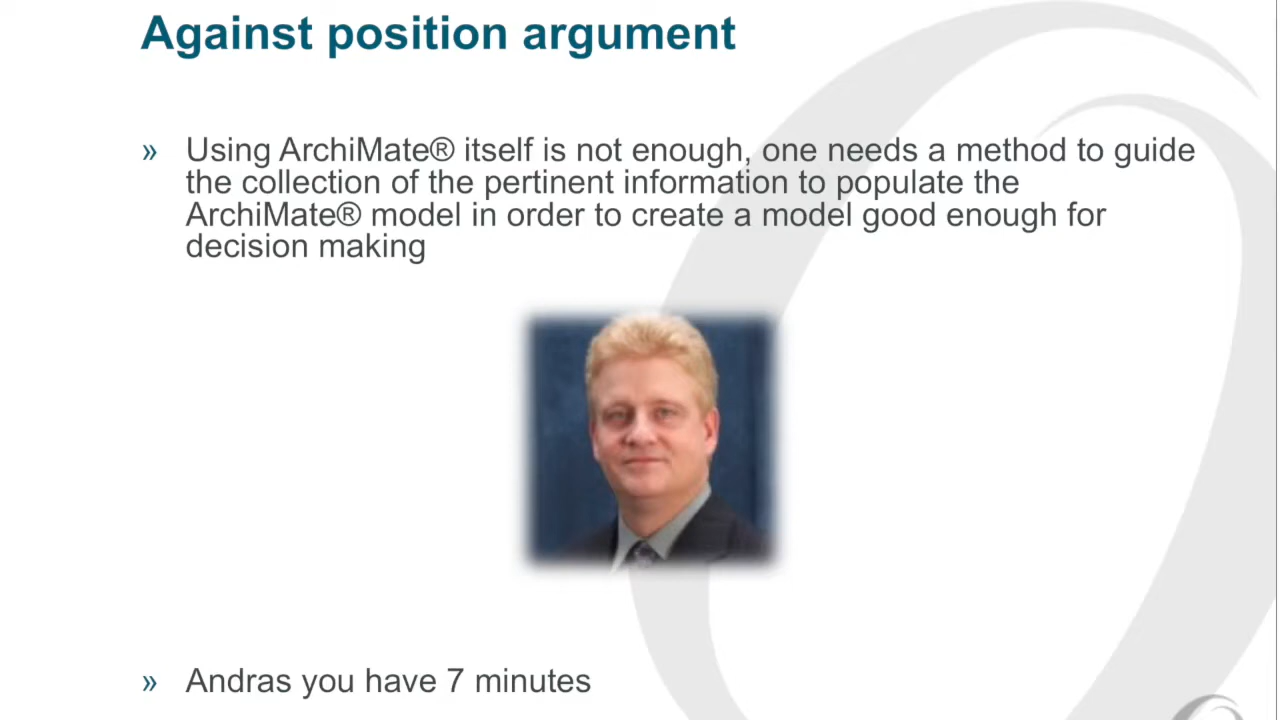 Against position argument
» Using ArchiMate® itself is not enough, one needs a method to guide
the collection of the pertinent information to populate the
ArchiMate® model in order to create a model good enough for
decision making
» Andras you have 7 minutes